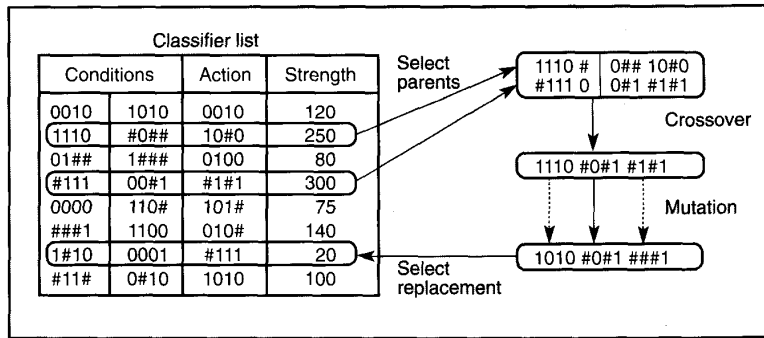 Classifier list
Conditions Action Strength
0010 1010 0010 120
1110 #0## 10#0 250
01## 1### 0100 80
#111 00#1 #1#1 300
0000 110# 101# 75
###1 1100 010# 140
1#10 0001 #111 20
#11# 0#10 1010 100
Select
parents
1110 # 0## 10#0
#111 0 0#1 #1#1
Crossover
1110 #0#1 #1#1
Mutation
1010 #0#1 ###1
Select
replacement